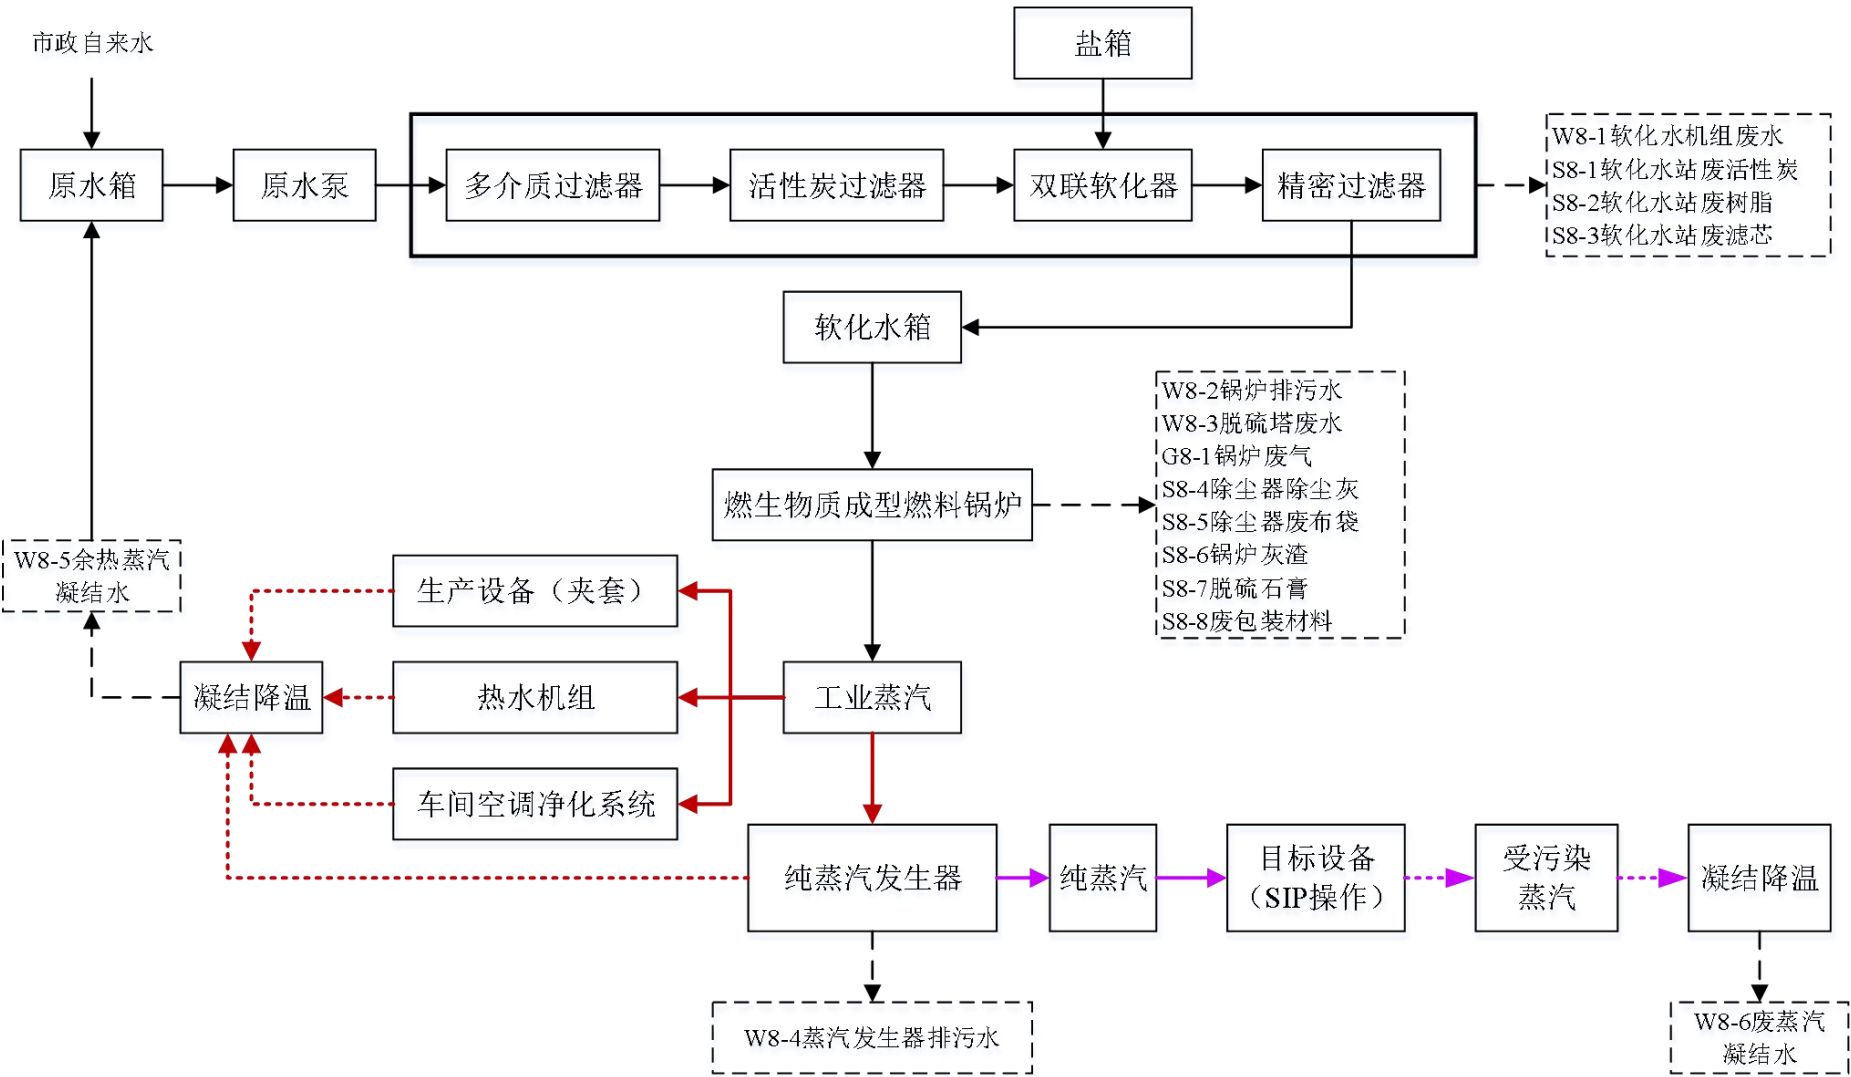 市政自来水
盐箱
原水箱
原水泵
多介质过滤器
活性炭过滤器
双联软化器
精密过滤器
W8-1软化水机组废水
S8-1软化水站废活性炭
S8-2软化水站废树脂
S8-3软化水站废滤芯
软化水箱
W8-2锅炉排污水
W8-3脱硫塔废水
G8-1锅炉废气
S8-4除尘器除尘灰
S8-5除尘器废布袋
S8-6锅炉灰渣
S8-7脱硫石膏
S8-8废包装材料
燃生物质成型燃料锅炉
W8-5余热蒸汽
凝结水
生产设备（夹套）
凝结降温
热水机组
工业蒸汽
车间空调净化系统
纯蒸汽发生器
纯蒸汽
目标设备
（SIP操作）
受污染
蒸汽
凝结降温
W8-4蒸汽发生器排污水
W8-6废蒸汽
凝结水